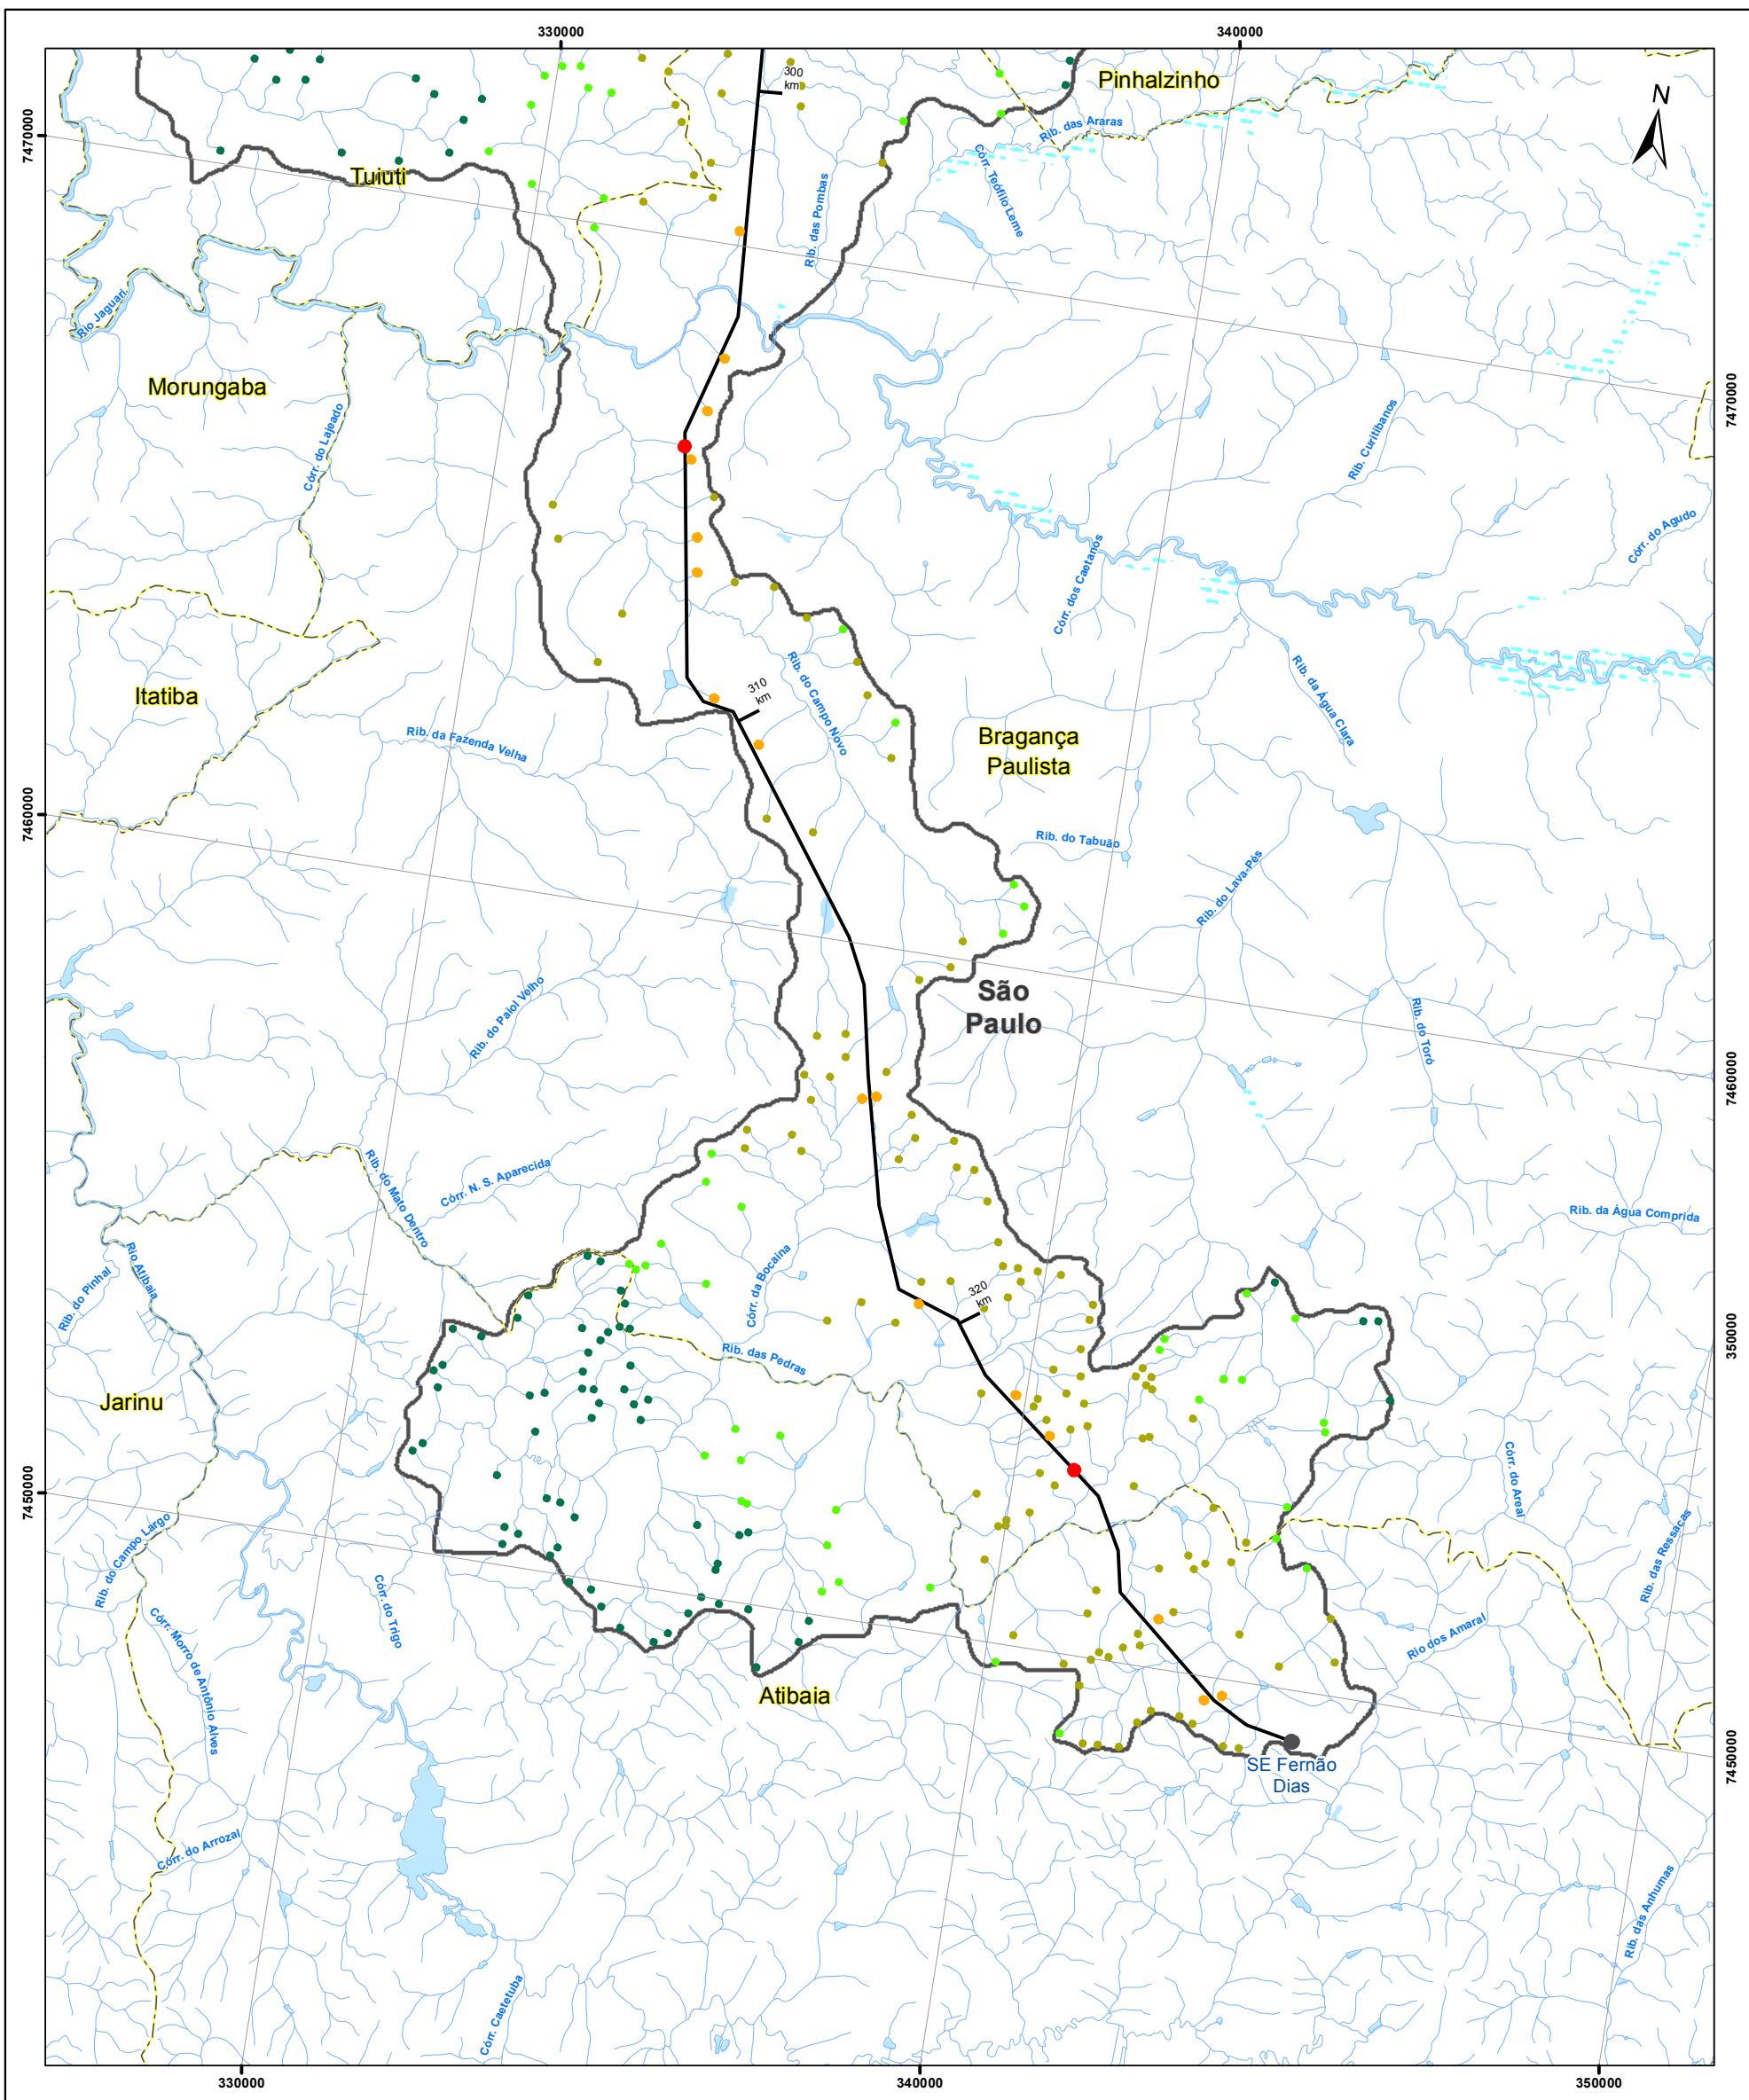 330000
340000
300
km
Pinhalzinho
N
Rib. das Araras
7470000
Tuiuti
Córr. Teófilo Leme
Rib. das Pombas
Rio Jaguari
Morungaba
7470000
Córr. do Lajeado
Rib. Curitibanos
Córr. do Agudo
Córr. dos Caetanos
Itatiba
Rib. do Campo Novo
310
km
Rib. da Água Clara
Rib. da Fazenda Velha
Bragança
Paulista
7460000
Rib. do Tabuão
Rib. do Lava-Pés
São
Paulo
Rib. do Paiol Velho
Rib. do Toró
7460000
Rib. do Mato Dentro
Córr. N. S. Aparecida
Rib. da Água Comprida
Rib. do Pinhal
Rio Atibaia
Córr. da Bocaina
320
km
350000
Rib. das Pedras
Jarinu
7450000
Córr. do Areal
Rib. do Campo Largo
Rib. das Ressacas
Córr. do Trigo
Córr. Morro de Antônio Alves
Rio dos Amaral
Atibaia
7450000
SE Fernão
Dias
Córr. do Arrozal
Rib. das Anhumas
Córr. Caetetuba
330000
340000
350000